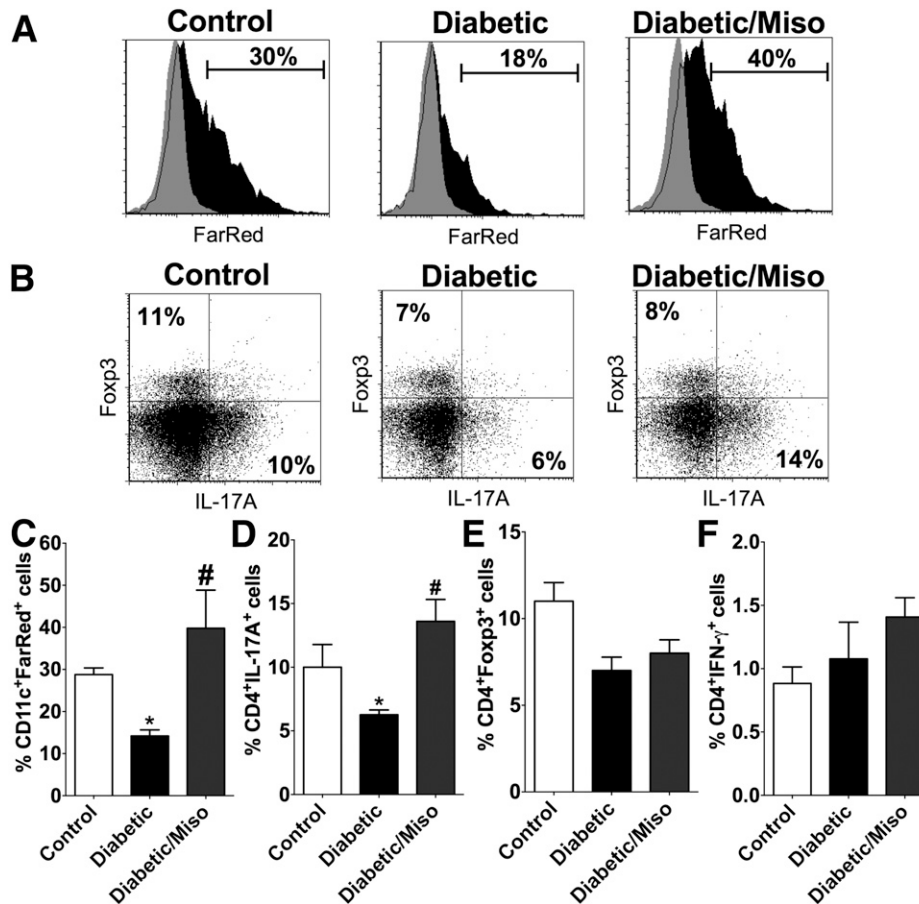 A
Control Diabetic Diabetic/Miso
30% 18% 40%
FarRed FarRed FarRed
B
Control Diabetic Diabetic/Miso
11% 7% 8%
Foxp3 Foxp3 Foxp3
10% 6% 14%
IL-17A IL-17A IL-17A
C
% CD11c⁺FarRed⁺ cells
60
50
40
30
20
10
0
*
#
Control
Diabetic
Diabetic/Miso
D
% CD4⁺IL-17A⁺ cells
20
15
10
5
0
*
#
Control
Diabetic
Diabetic/Miso
E
% CD4⁺Foxp3⁺ cells
15
10
5
0
Control
Diabetic
Diabetic/Miso
F
% CD4⁺IFN-γ⁺ cells
2.0
1.5
1.0
0.5
0.0
Control
Diabetic
Diabetic/Miso